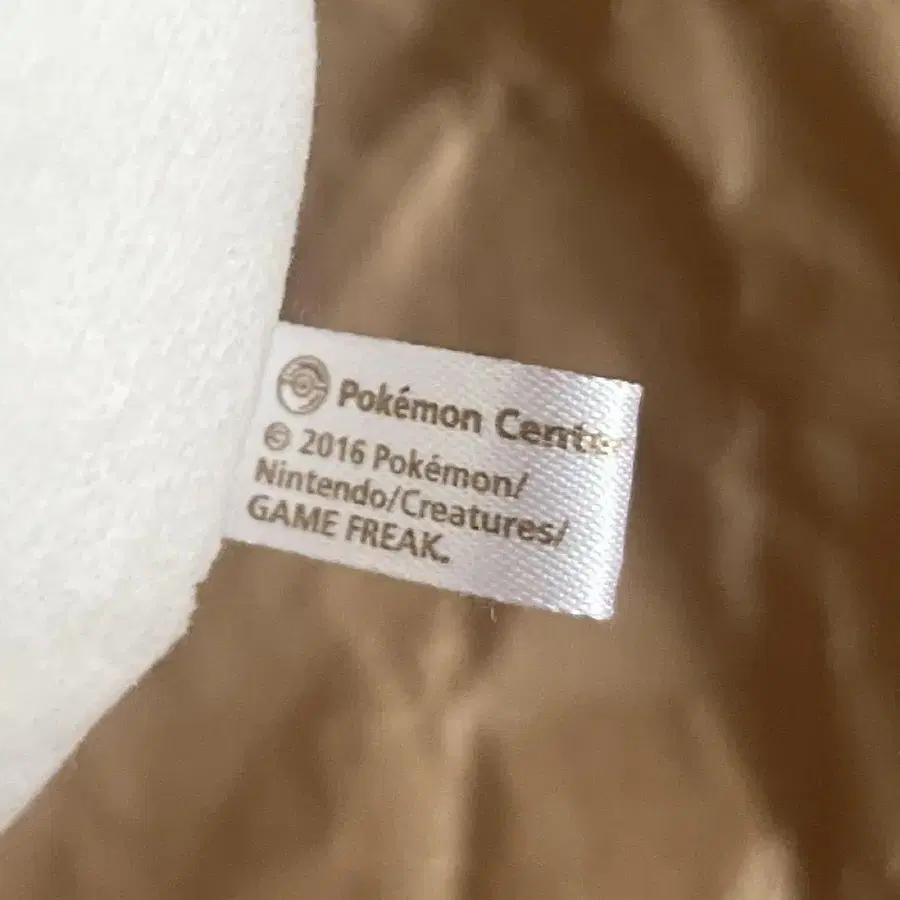 Pokémon Center
© 2016 Pokémon/
Nintendo/Creatures/
GAME FREAK.